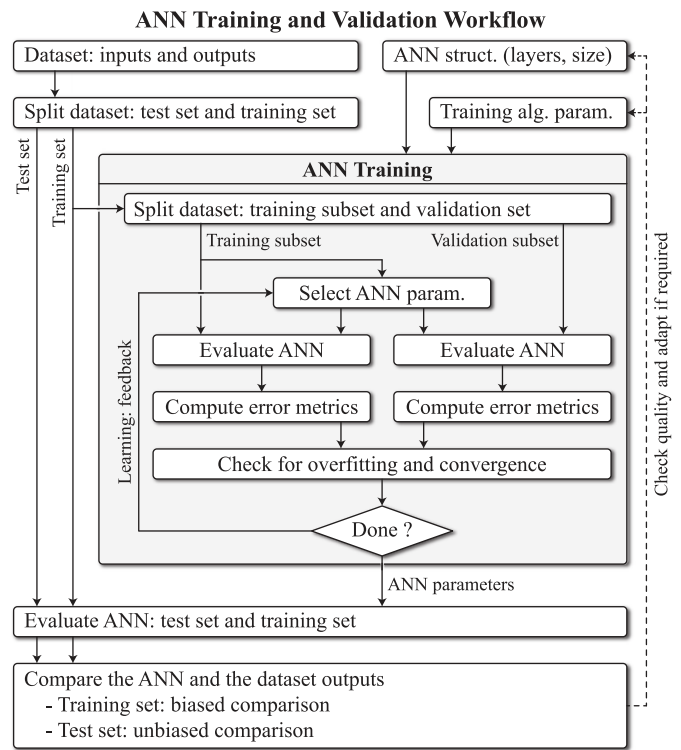 ANN Training and Validation Workflow
Dataset: inputs and outputs
ANN struct. (layers, size)
Split dataset: test set and training set
Training alg. param.
Test set
Training set
ANN Training
Split dataset: training subset and validation set
Training subset
Validation subset
Select ANN param.
Evaluate ANN
Evaluate ANN
Compute error metrics
Compute error metrics
Check for overfitting and convergence
Learning: feedback
Done ?
Check quality and adapt if required
ANN parameters
Evaluate ANN: test set and training set
Compare the ANN and the dataset outputs
- Training set: biased comparison
- Test set: unbiased comparison